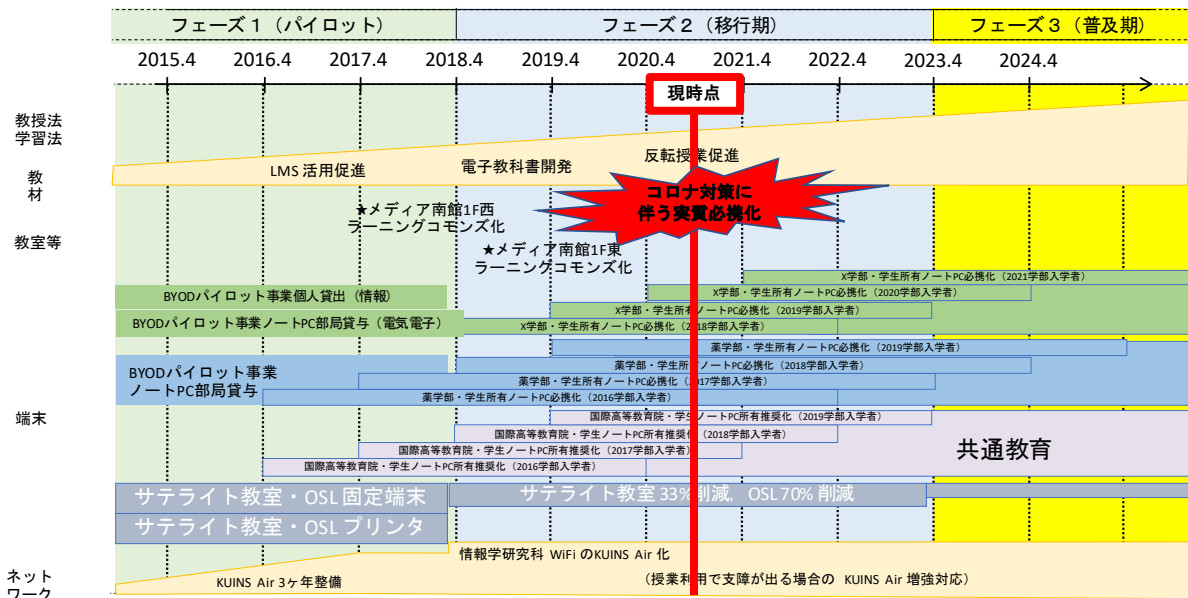 フェーズ１（パイロット）
フェーズ２（移行期）
フェーズ３（普及期）
2015.4 2016.4 2017.4 2018.4 2019.4 2020.4 2021.4 2022.4 2023.4 2024.4
現時点
教授法
学習法
LMS 活用促進
電子教科書開発
反転授業促進
教
材
コロナ対策に
伴う実質必携化
★メディア南館1F西
ラーニングコモンズ化
教室等
★メディア南館1F東
ラーニングコモンズ化
X学部・学生所有ノートPC必携化（2021学部入学者）
BYODパイロット事業個人貸出（情報）
X学部・学生所有ノートPC必携化（2020学部入学者）
X学部・学生所有ノートPC必携化（2019学部入学者）
BYODパイロット事業ノートPC部局貸与（電気電子）
X学部・学生所有ノートPC必携化（2018学部入学者）
薬学部・学生所有ノートPC必携化（2019学部入学者）
BYODパイロット事業
ノートPC部局貸与
薬学部・学生所有ノートPC必携化（2018学部入学者）
薬学部・学生所有ノートPC必携化（2017学部入学者）
薬学部・学生所有ノートPC必携化（2016学部入学者）
端末
国際高等教育院・学生ノートPC所有推奨化（2019学部入学者）
国際高等教育院・学生ノートPC所有推奨化（2018学部入学者）
国際高等教育院・学生ノートPC所有推奨化（2017学部入学者）
国際高等教育院・学生ノートPC所有推奨化（2016学部入学者）
共通教育
サテライト教室・OSL 固定端末
サテライト教室 33% 削減，OSL 70% 削減
サテライト教室・OSL プリンタ
情報学研究科 WiFi のKUINS Air 化
ネット
ワーク
KUINS Air 3ヶ年整備
（授業利用で支障が出る場合の KUINS Air 増強対応）